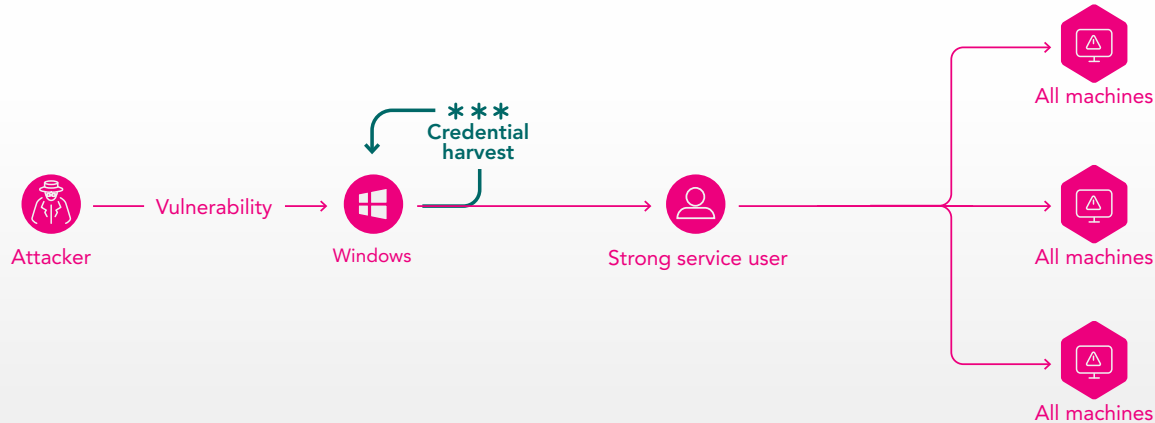 All machines
***
Credential
harvest
Vulnerability
Attacker
Windows
Strong service user
All machines
All machines